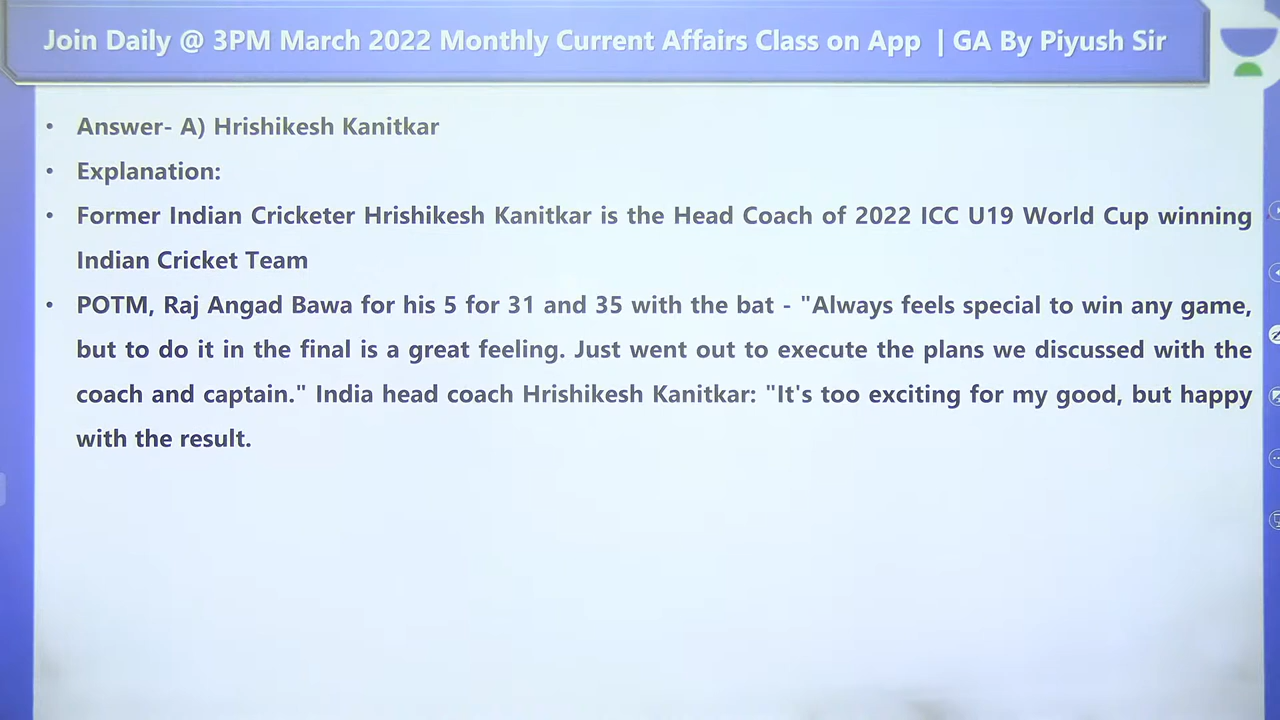 Join Daily @ 3PM March 2022 Monthly Current Affairs Class on App | GA By Piyush Sir
• Answer- A) Hrishikesh Kanitkar
• Explanation:
• Former Indian Cricketer Hrishikesh Kanitkar is the Head Coach of 2022 ICC U19 World Cup winning
Indian Cricket Team
• POTM, Raj Angad Bawa for his 5 for 31 and 35 with the bat - "Always feels special to win any game,
but to do it in the final is a great feeling. Just went out to execute the plans we discussed with the
coach and captain." India head coach Hrishikesh Kanitkar: "It's too exciting for my good, but happy
with the result.